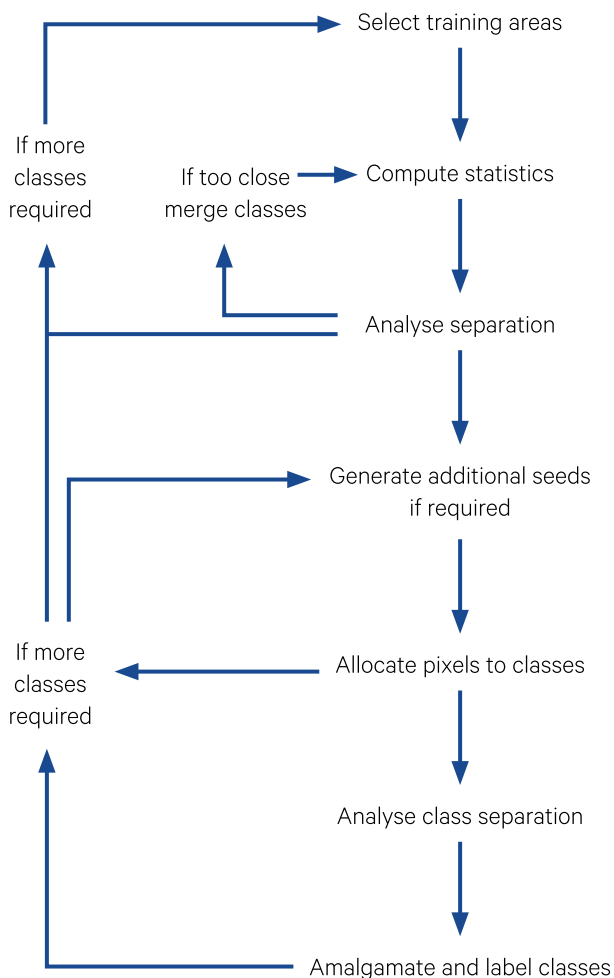 Select training areas
If more
classes
required
If too close
merge classes
Compute statistics
Analyse separation
Generate additional seeds
if required
If more
classes
required
Allocate pixels to classes
Analyse class separation
Amalgamate and label classes